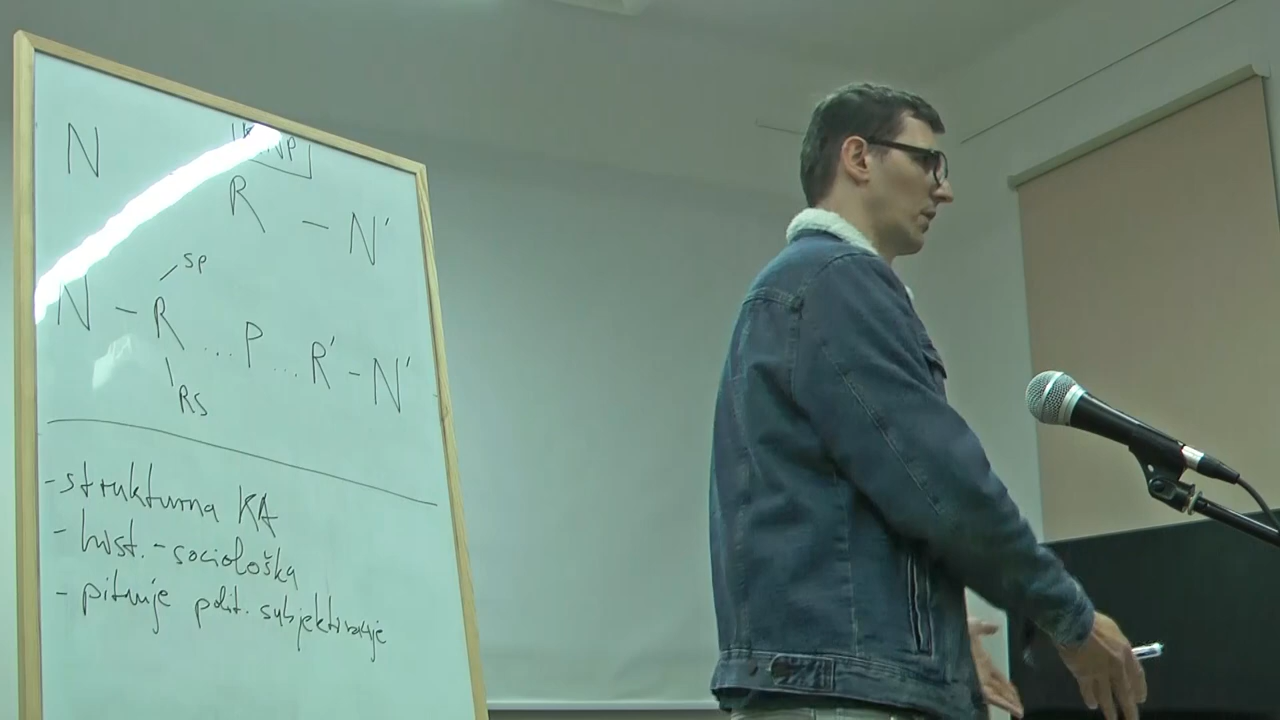 N
R - N'
SP
N - R .... P ... R' - N'
RS
- strukturna KA
- hist. - sociološka
- pitanje polit. subjektivacije